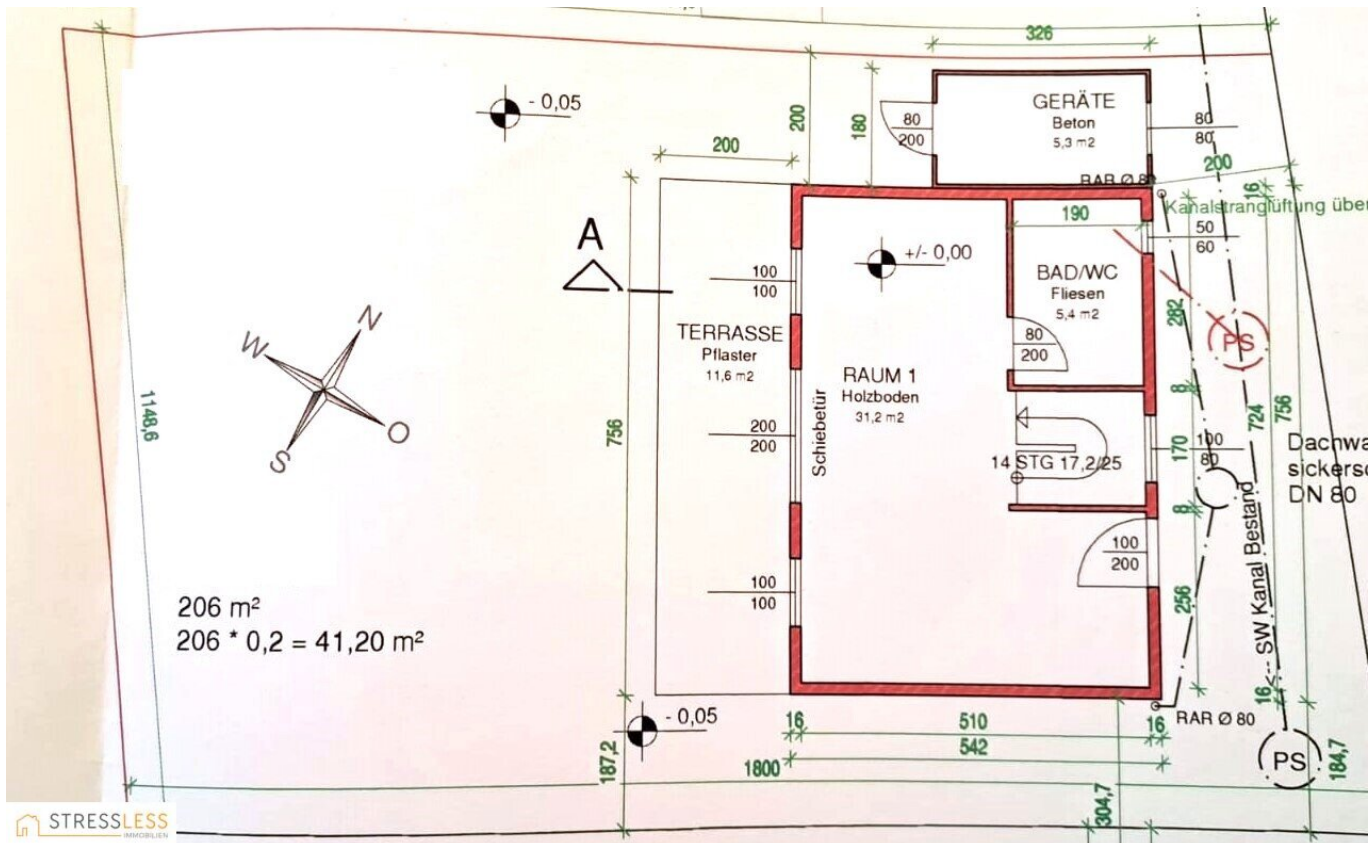 326
- 0,05
GERÄTE
Beton
5,3 m2
80
200
80
80
200
180
200
200
RAR Ø 80
16
Kanalstranglüftung über
190
50
60
A
+/- 0,00
100
100
BAD/WC
Fliesen
5,4 m2
282
PS
N
W
O
S
TERRASSE
Pflaster
11,6 m2
80
200
RAUM 1
Holzboden
31,2 m2
8
724
756
1148,6
756
200
200
Schiebetür
14 STG 17,2/25
170
100
80
DN 80
8
SW Kanal Bestand
100
200
100
100
256
206 m²
206 * 0,2 = 41,20 m²
- 0,05
16
510
16
RAR Ø 80
16
542
187,2
1800
PS
184,7
304,7
STRESSLESS
IMMOBILIEN